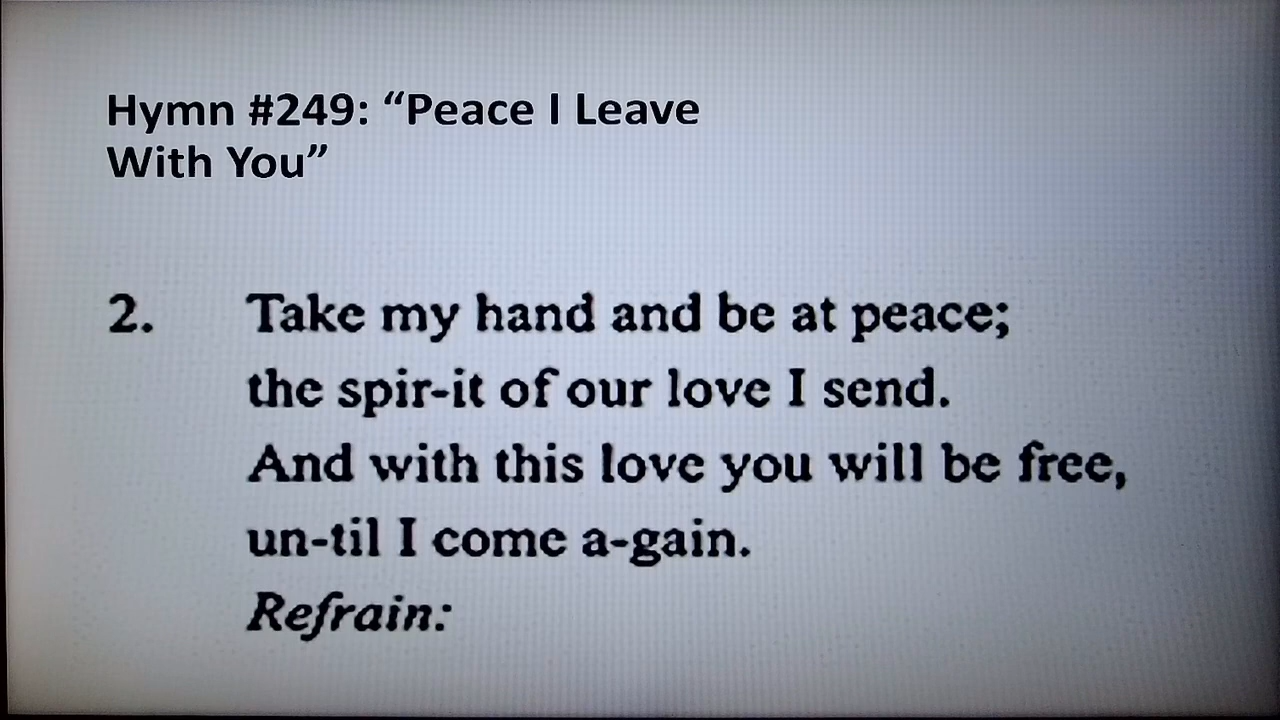 Hymn #249: “Peace I Leave
With You”
2. Take my hand and be at peace;
the spir-it of our love I send.
And with this love you will be free,
un-til I come a-gain.
Refrain: